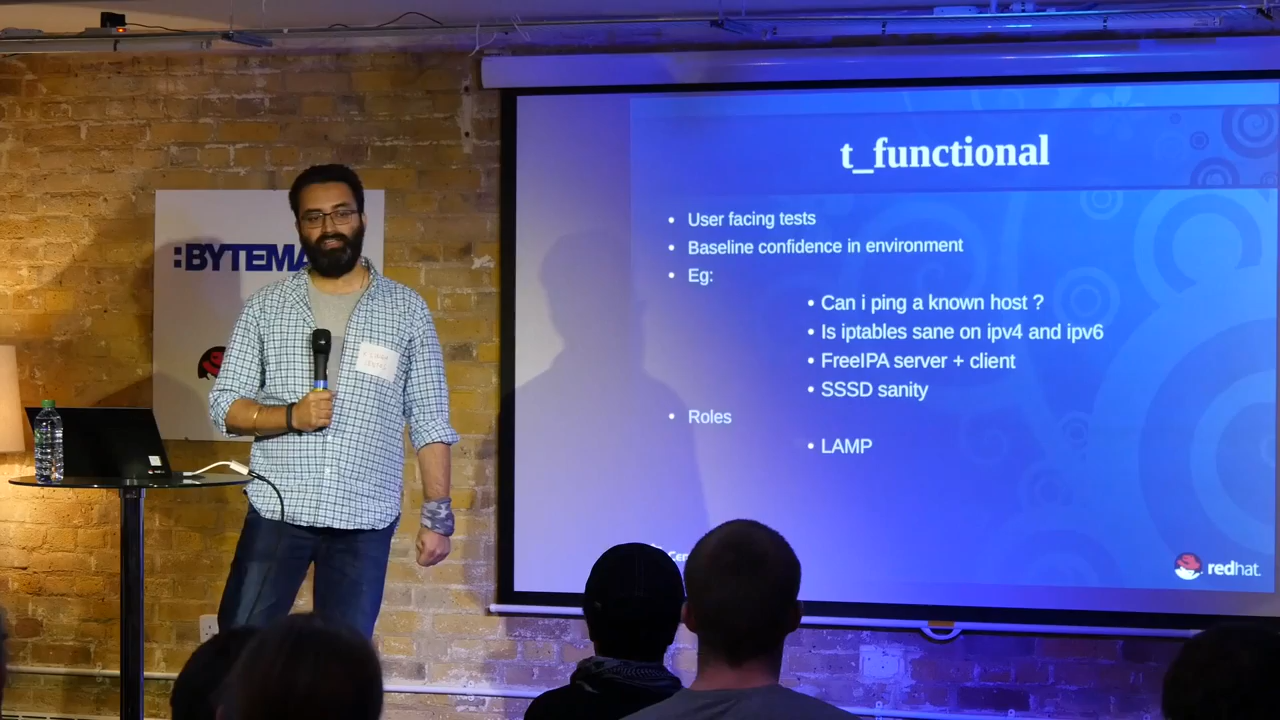 :BYTEMA
t_functional
• User facing tests
• Baseline confidence in environment
• Eg:
• Can i ping a known host ?
• Is iptables sane on ipv4 and ipv6
• FreeIPA server + client
• SSSD sanity
• Roles
• LAMP
redhat.